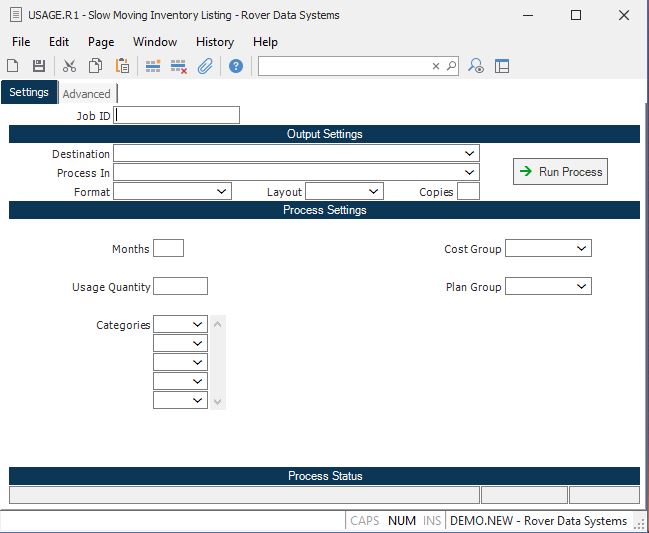 USAGE.R1 - Slow Moving Inventory Listing - Rover Data Systems
File Edit Page Window History Help
Settings Advanced
Job ID
Output Settings
Destination
Process In
Run Process
Format Layout Copies
Process Settings
Months Cost Group
Usage Quantity Plan Group
Categories
Process Status
CAPS NUM INS DEMO.NEW - Rover Data Systems